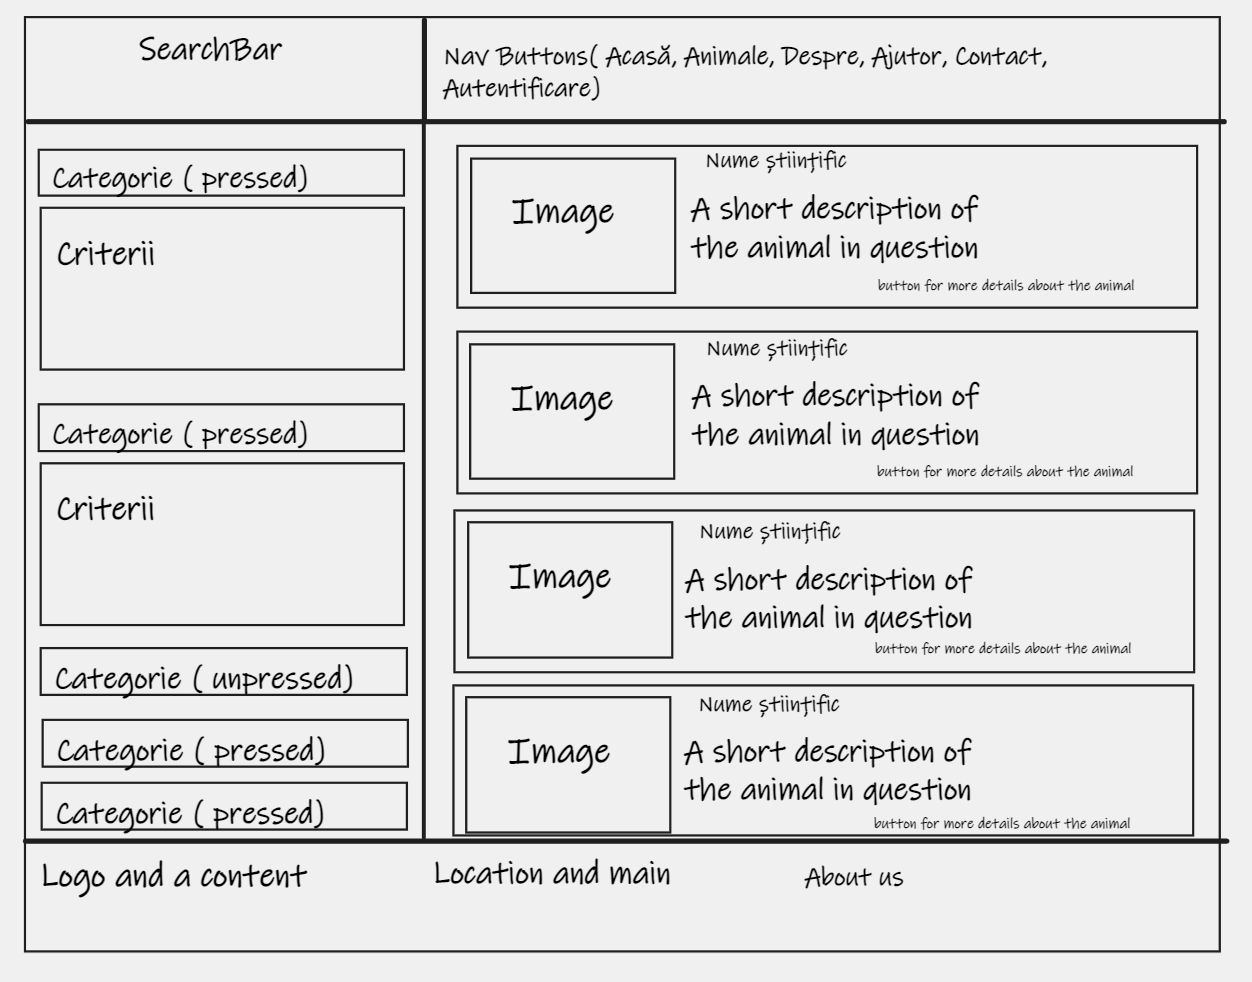 SearchBar
Nav Buttons( Acasă, Animale, Despre, Ajutor, Contact,
Autentificare)
Categorie ( pressed)
Criterii
Categorie ( pressed)
Criterii
Categorie ( unpressed)
Categorie ( pressed)
Categorie ( pressed)
Image
Nume științific
A short description of
the animal in question
button for more details about the animal
Image
Nume științific
A short description of
the animal in question
button for more details about the animal
Image
Nume științific
A short description of
the animal in question
button for more details about the animal
Image
Nume științific
A short description of
the animal in question
button for more details about the animal
Logo and a content
Location and main
About us